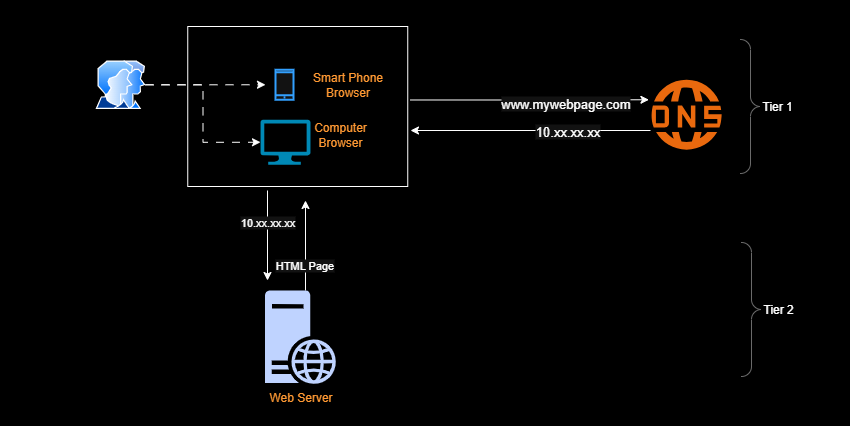 Smart Phone
Browser
Computer
Browser
www.mywebpage.com
10.xx.xx.xx
DNS
Tier 1
10.xx.xx.xx
HTML Page
Web Server
Tier 2